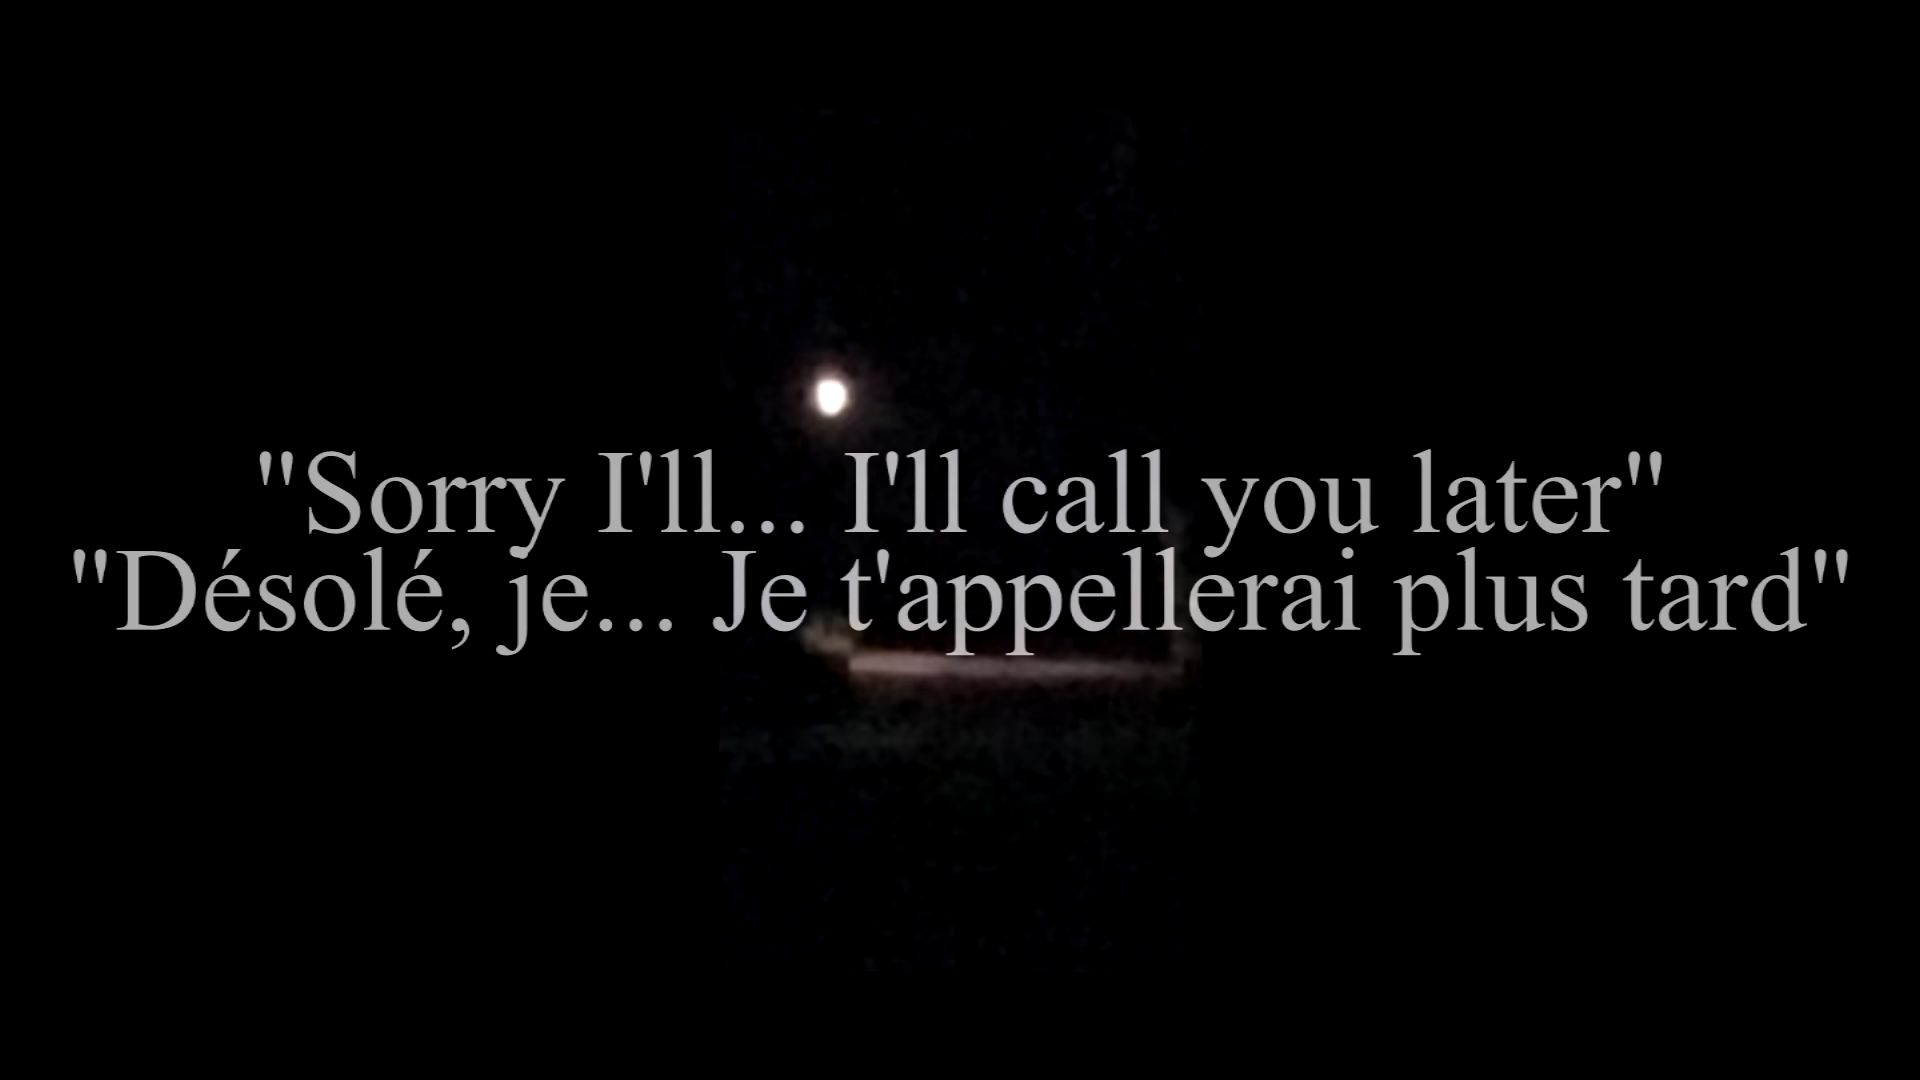 "Sorry I'll... I'll call you later"
"Désolé, je... Je t'appellerai plus tard"